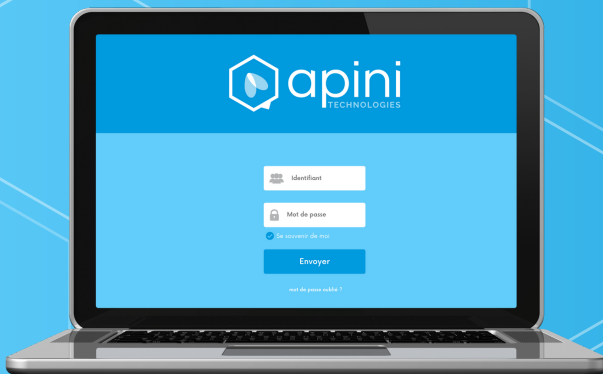 apini
TECHNOLOGIES
Identifiant
Mot de passe
Se souvenir de moi
Envoyer
mot de passe oublié ?